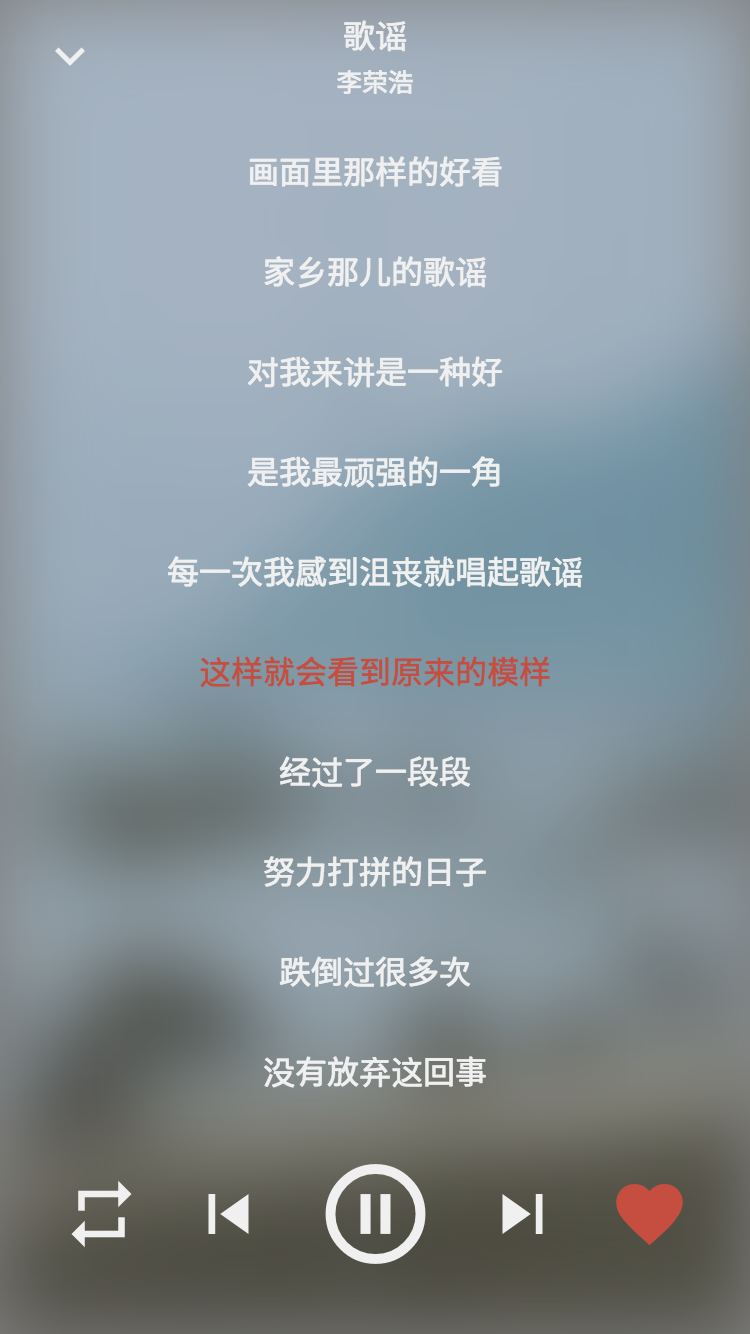 歌谣
李荣浩
画面里那样的好看
家乡那儿的歌谣
对我来讲是一种好
是我最顽强的一角
每一次我感到沮丧就唱起歌谣
这样就会看到原来的模样
经过了一段段
努力打拼的日子
跌倒过很多次
没有放弃这回事